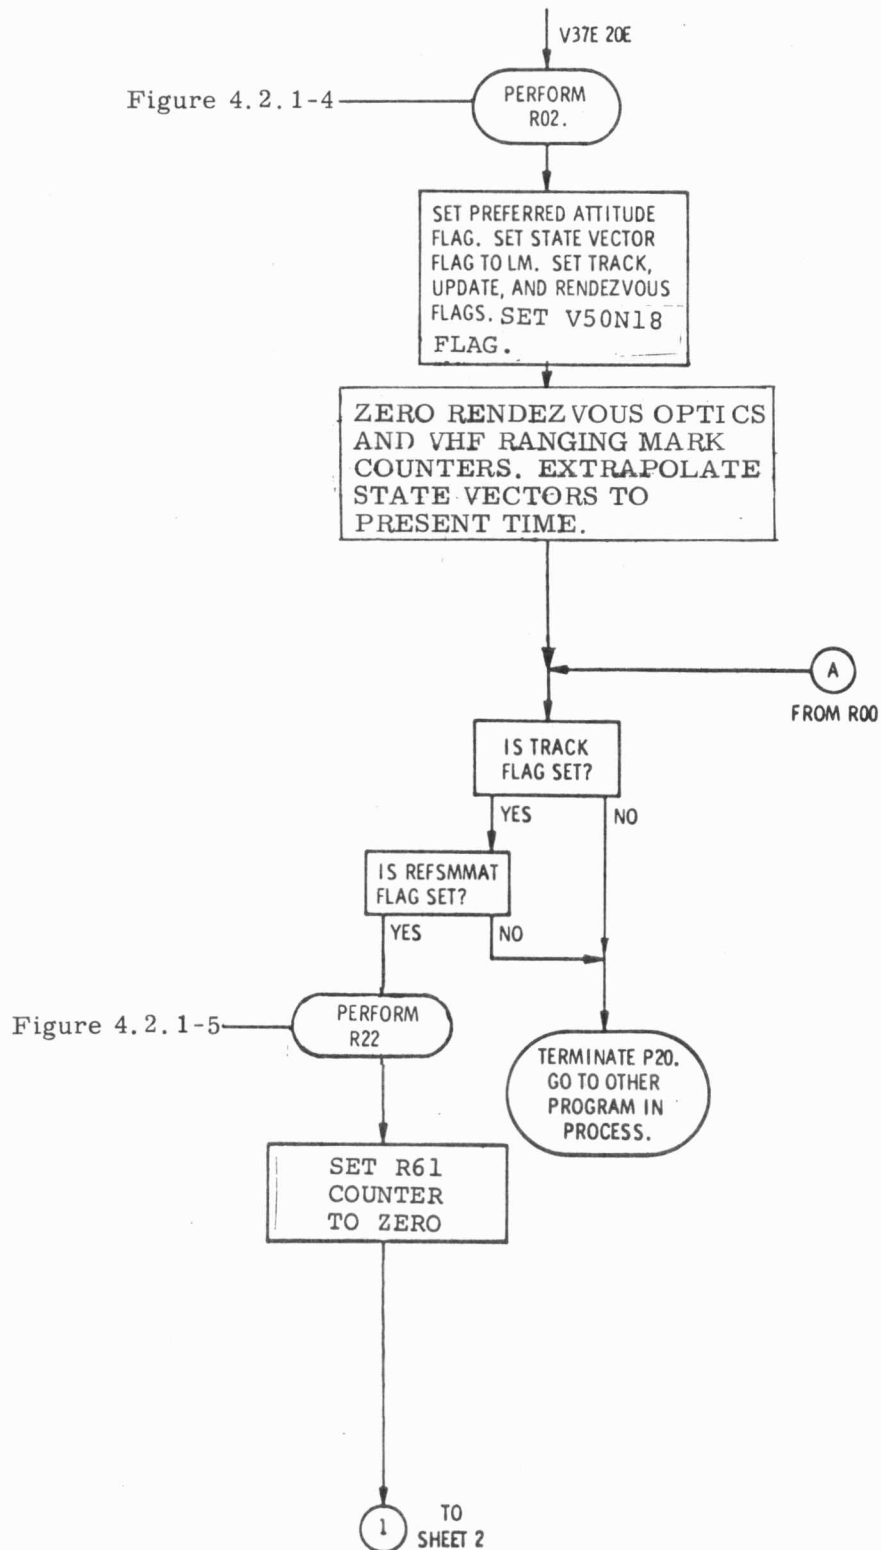 V37E 20E
Figure 4.2.1-4
PERFORM
R02.
SET PREFERRED ATTITUDE
FLAG. SET STATE VECTOR
FLAG TO LM. SET TRACK,
UPDATE, AND RENDEZVOUS
FLAGS. SET V50N18
FLAG.
ZERO RENDEZVOUS OPTICS
AND VHF RANGING MARK
COUNTERS. EXTRAPOLATE
STATE VECTORS TO
PRESENT TIME.
A
FROM R00
IS TRACK
FLAG SET?
YES
NO
IS REFSMMAT
FLAG SET?
YES
NO
Figure 4.2.1-5
PERFORM
R22
TERMINATE P20.
GO TO OTHER
PROGRAM IN
PROCESS.
SET R61
COUNTER
TO ZERO
1
TO
SHEET 2